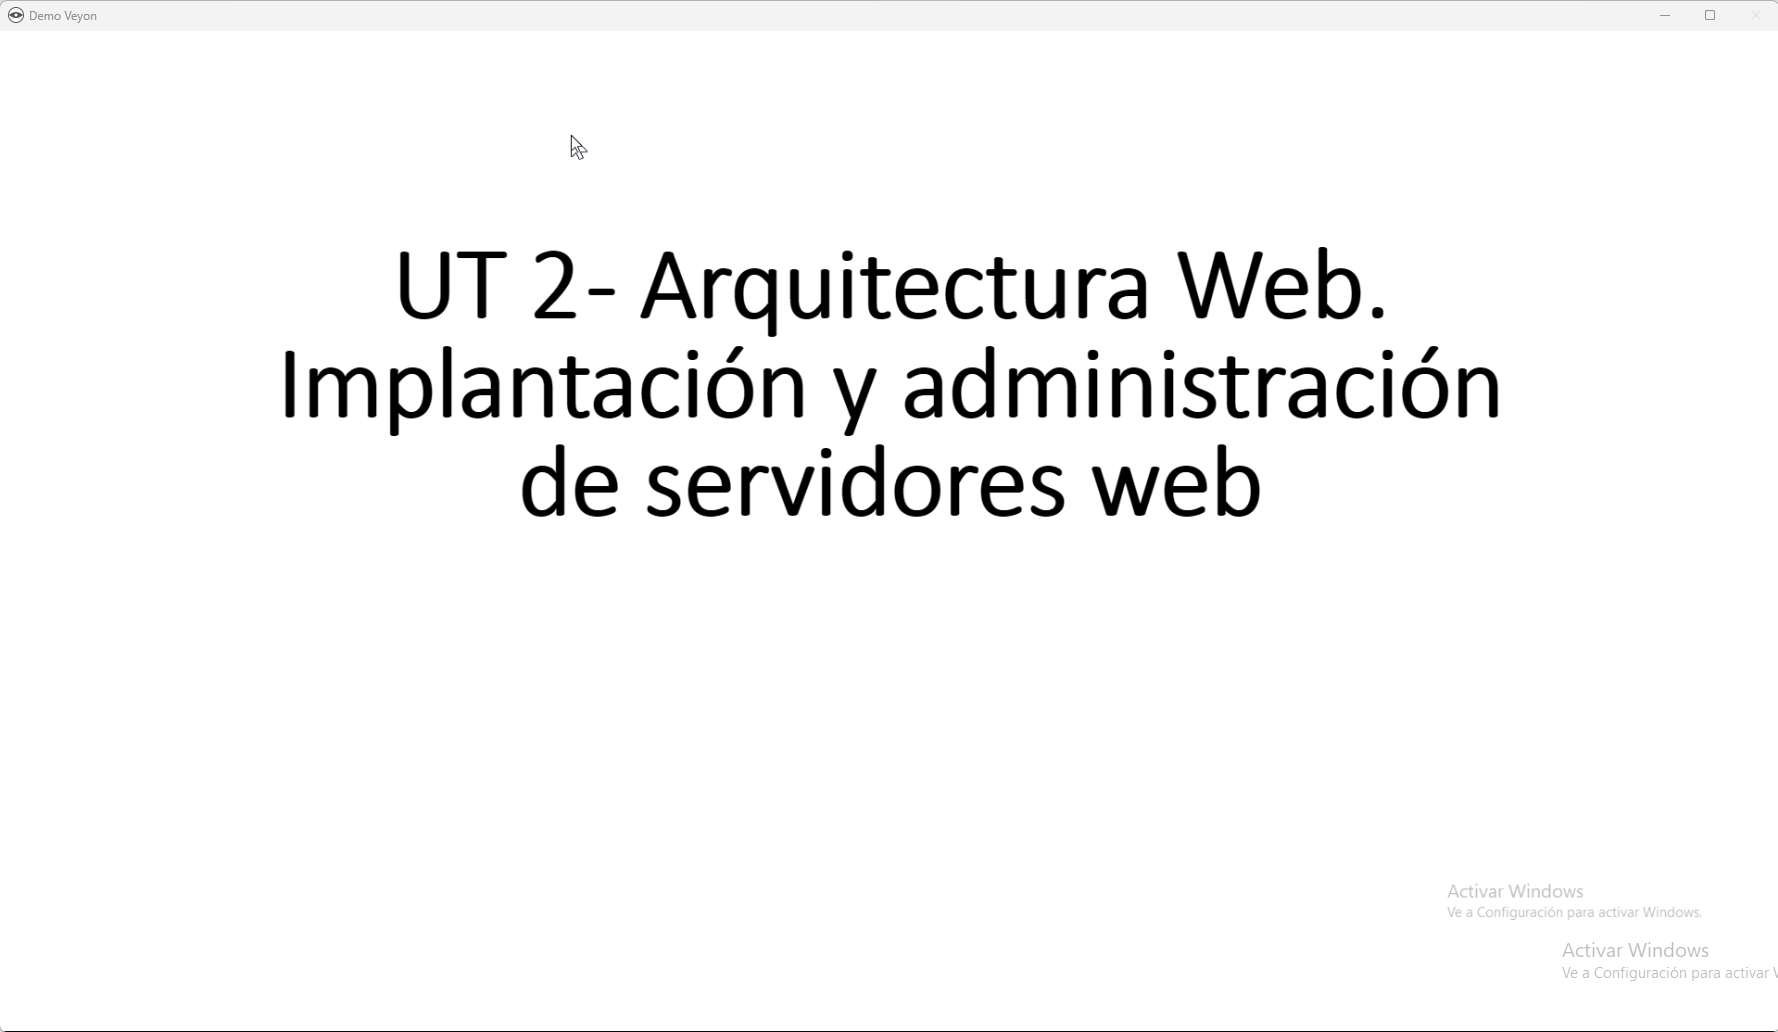 Demo Veyon
UT 2- Arquitectura Web.
Implantación y administración
de servidores web
Activar Windows
Ve a Configuración para activar Windows.
Activar Windows
Ve a Configuración para activar